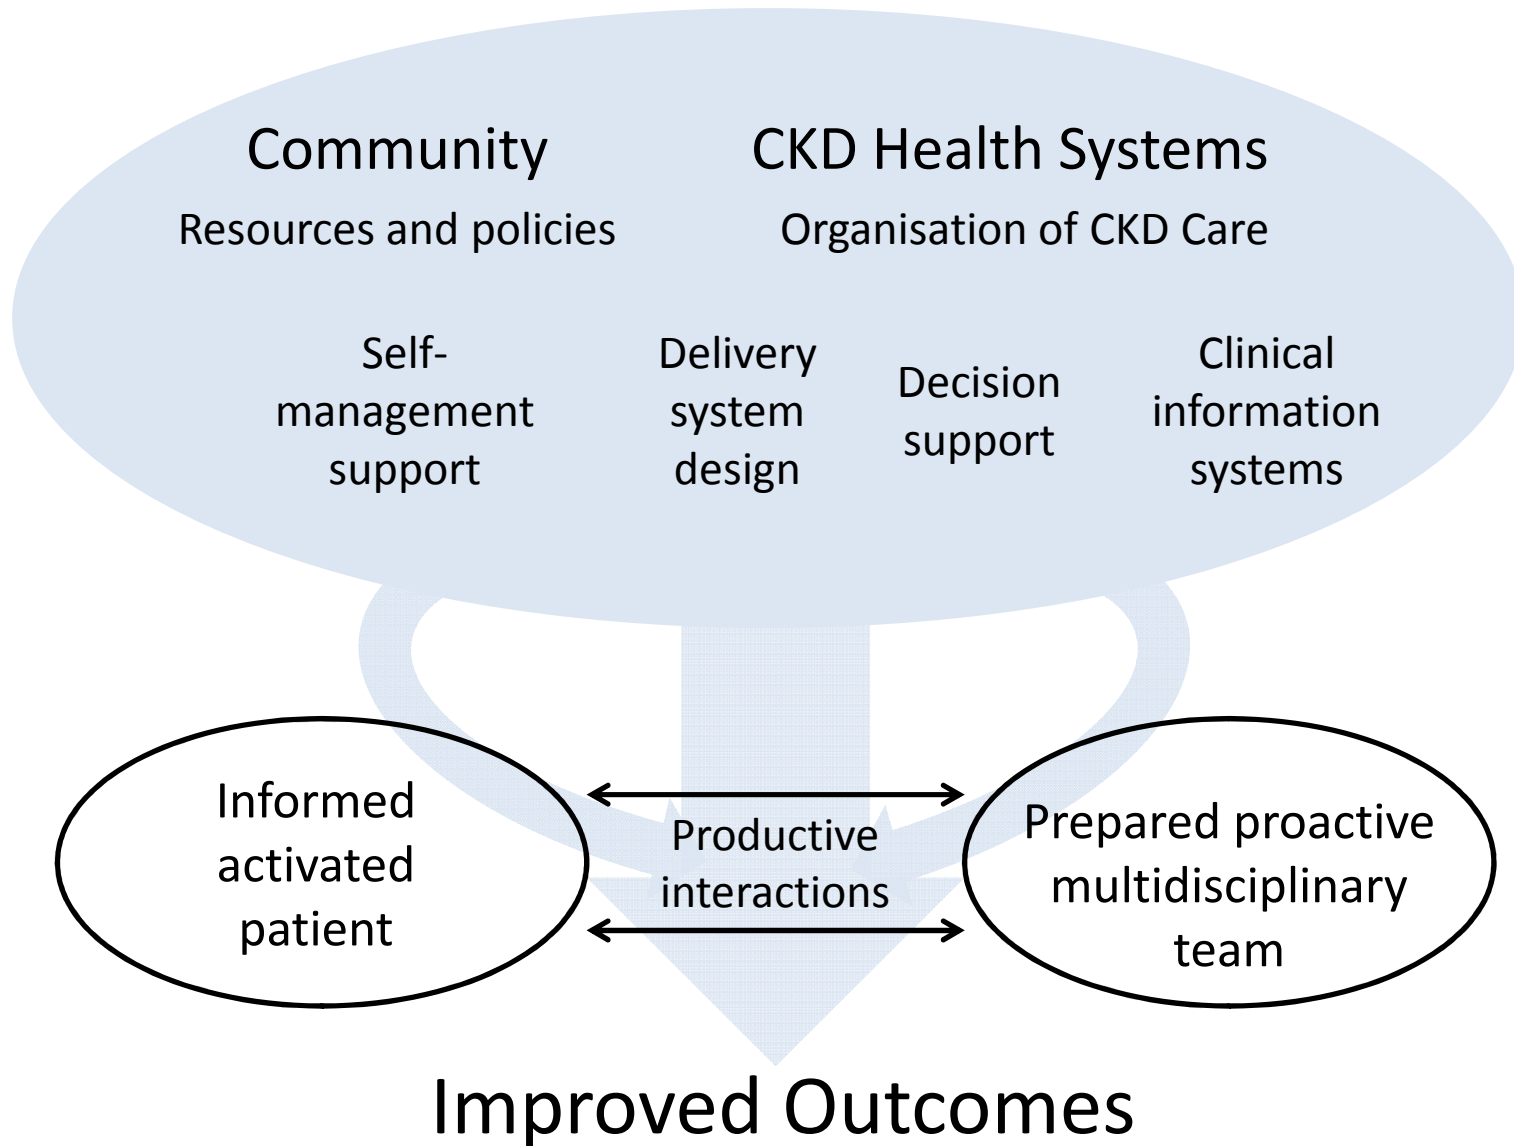 Community
CKD Health Systems
Resources and policies
Organisation of CKD Care
Self-
management
support
Delivery
system
design
Decision
support
Clinical
information
systems
Informed
activated
patient
Productive
interactions
Prepared proactive
multidisciplinary
team
Improved Outcomes